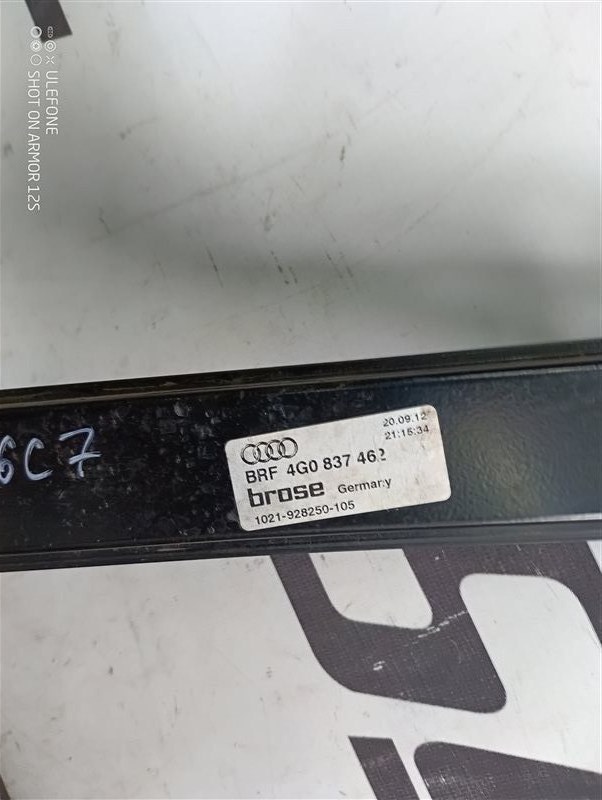 ULEFONE
SHOT ON ARMOR 12S
6C7
20.09.12
21:15:34
BRF 4G0 837 462
brose Germany
1021-928250-105